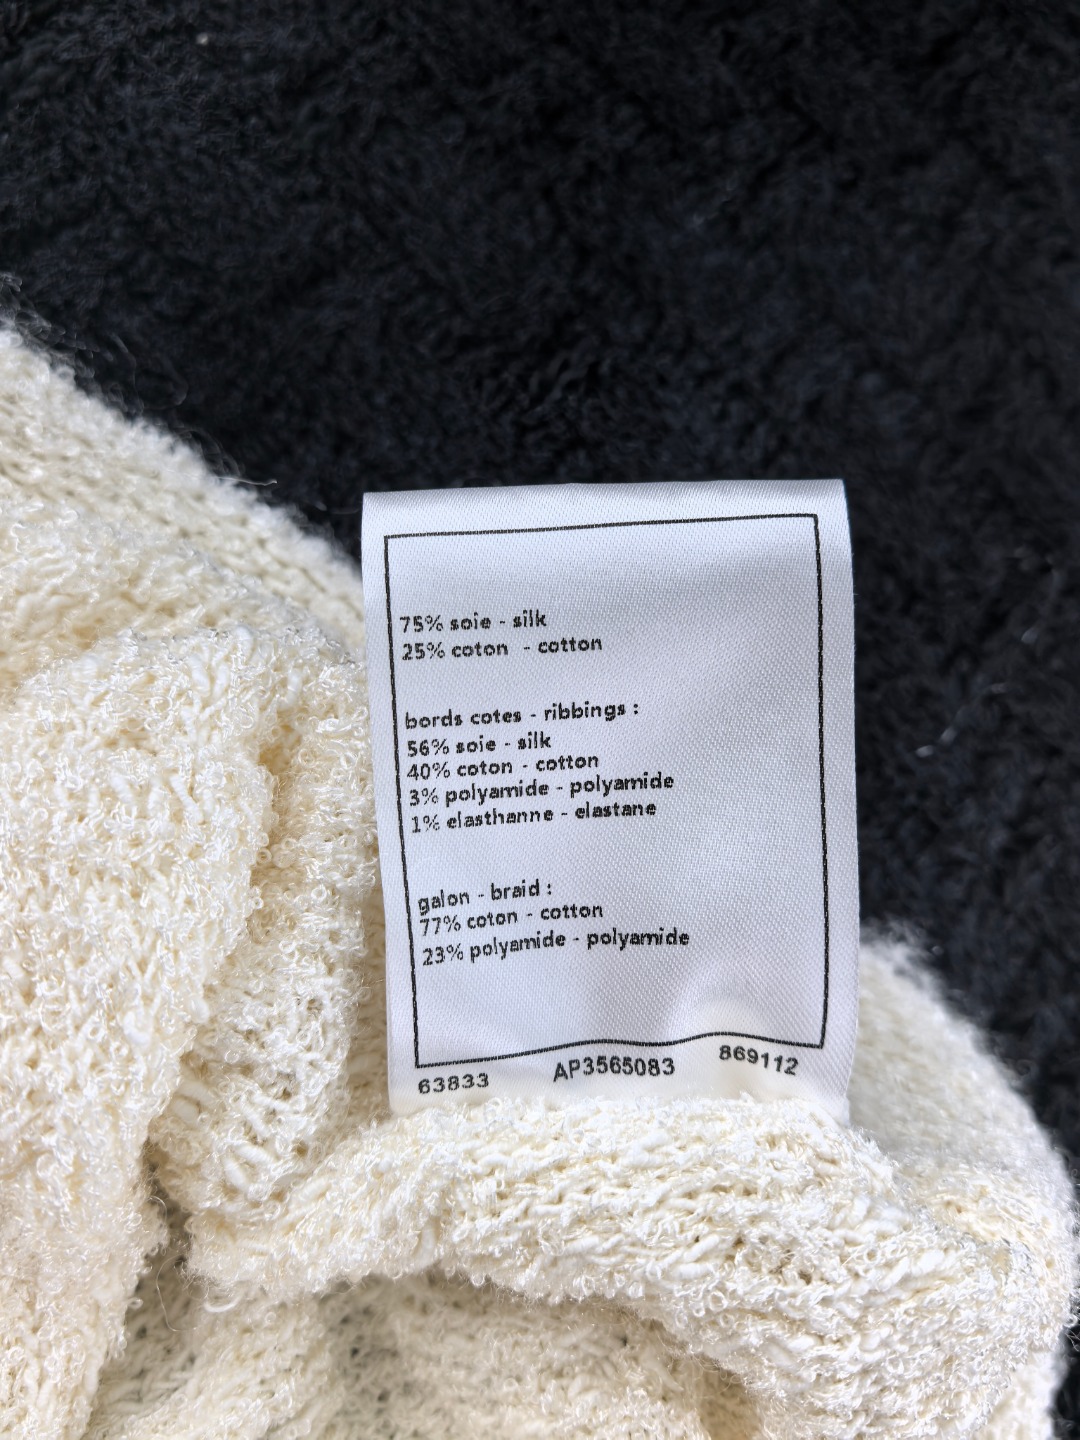 75% soie - silk
25% coton - cotton
bords cotes - ribbings :
56% soie - silk
40% coton - cotton
3% polyamide - polyamide
1% elasthanne - elastane
galon - braid :
77% coton - cotton
23% polyamide - polyamide
63833 AP3565083 869112